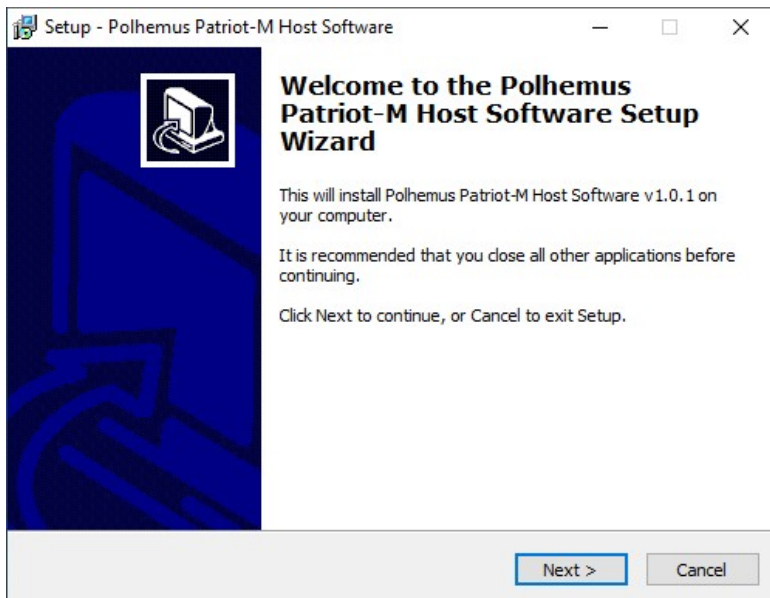 Setup - Polhemus Patriot-M Host Software
Welcome to the Polhemus
Patriot-M Host Software Setup
Wizard
This will install Polhemus Patriot-M Host Software v1.0.1 on
your computer.
It is recommended that you close all other applications before
continuing.
Click Next to continue, or Cancel to exit Setup.
Next >
Cancel